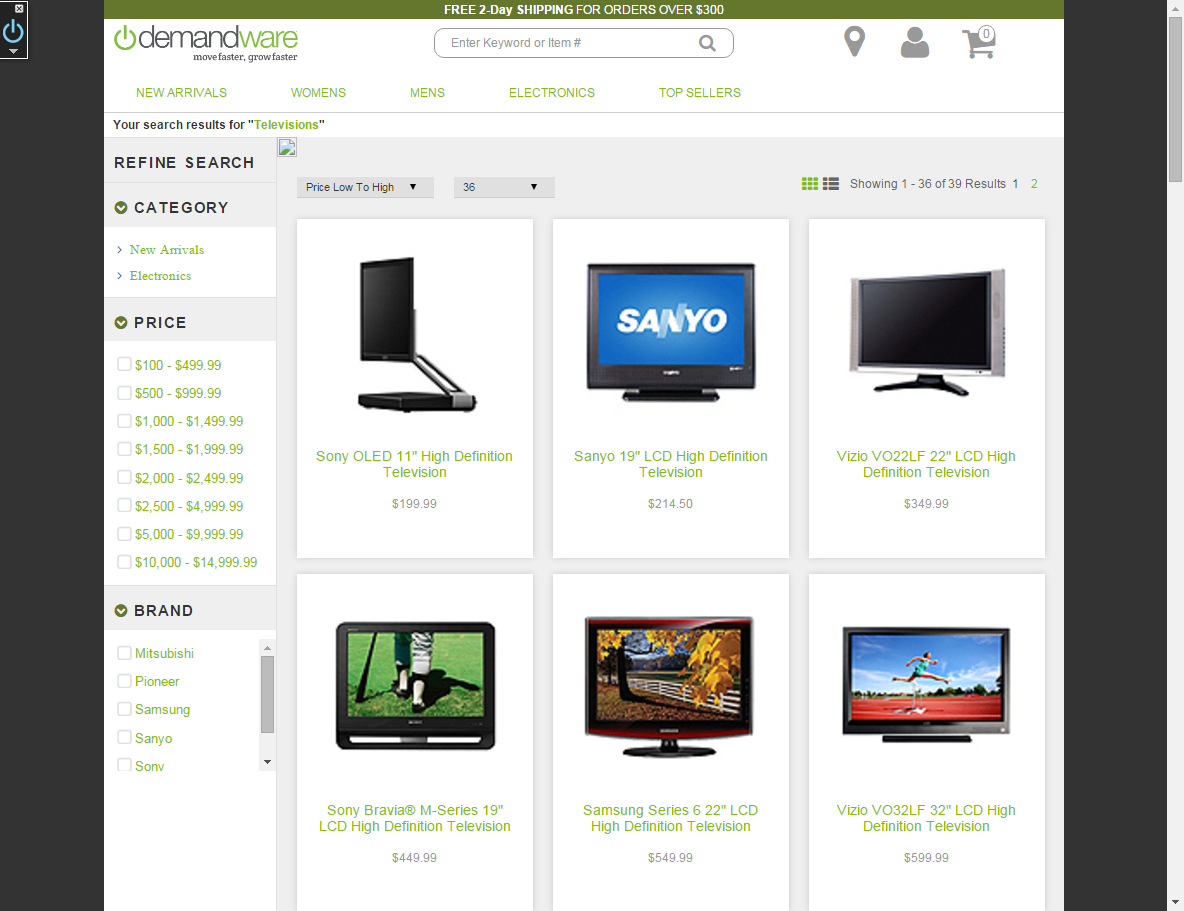 FREE 2-Day SHIPPING FOR ORDERS OVER $300
demandware
move faster, grow faster
Enter Keyword or Item #
0
NEW ARRIVALS
WOMENS
MENS
ELECTRONICS
TOP SELLERS
Your search results for "Televisions"
REFINE SEARCH
CATEGORY
New Arrivals
Electronics
PRICE
$100 - $499.99
$500 - $999.99
$1,000 - $1,499.99
$1,500 - $1,999.99
$2,000 - $2,499.99
$2,500 - $4,999.99
$5,000 - $9,999.99
$10,000 - $14,999.99
BRAND
Mitsubishi
Pioneer
Samsung
Sanyo
Sony
Price Low To High
36
Showing 1 - 36 of 39 Results 1 2
Sony OLED 11" High Definition
Television
$199.99
SANYO
Sanyo 19" LCD High Definition
Television
$214.50
Vizio VO22LF 22" LCD High
Definition Television
$349.99
Sony Bravia® M-Series 19"
LCD High Definition Television
$449.99
SAMSUNG
Samsung Series 6 22" LCD
High Definition Television
$549.99
Vizio VO32LF 32" LCD High
Definition Television
$599.99